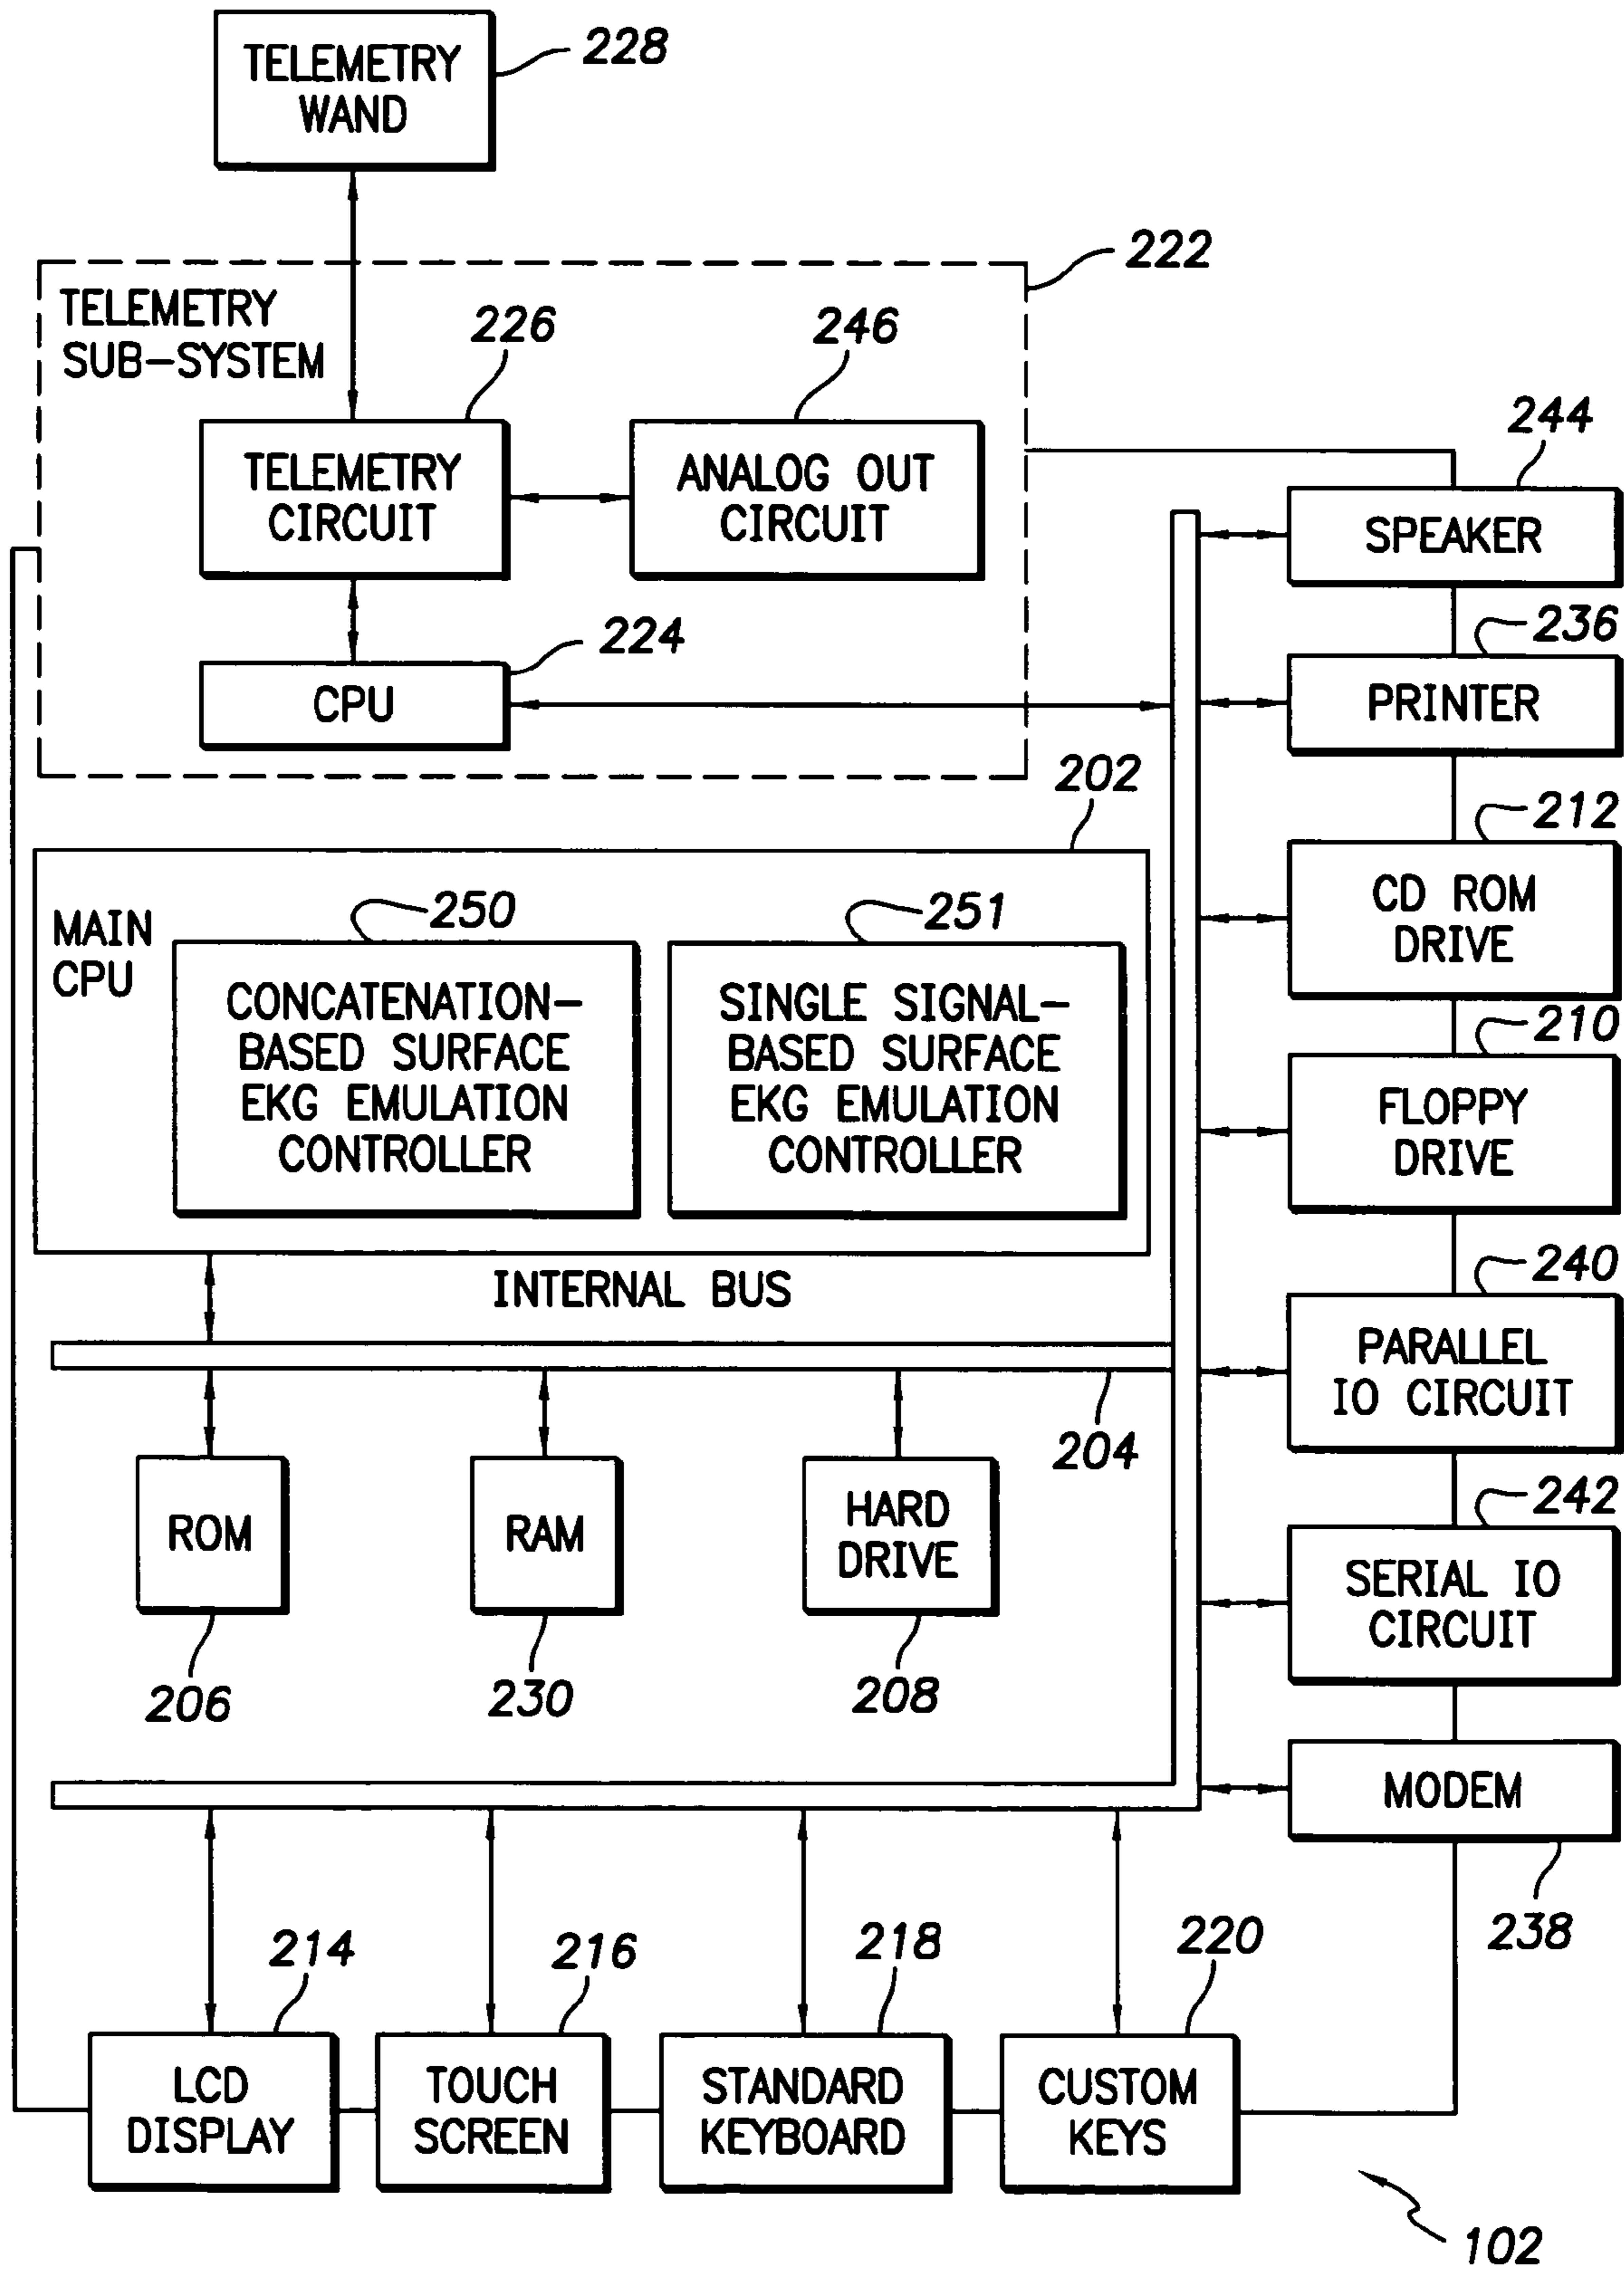 TELEMETRY
WAND
228
222
TELEMETRY
SUB-SYSTEM
226
246
TELEMETRY
CIRCUIT
ANALOG OUT
CIRCUIT
244
SPEAKER
224
CPU
236
PRINTER
202
212
CD ROM
DRIVE
MAIN
CPU
250
251
CONCATENATION-
BASED SURFACE
EKG EMULATION
CONTROLLER
SINGLE SIGNAL-
BASED SURFACE
EKG EMULATION
CONTROLLER
210
FLOPPY
DRIVE
INTERNAL BUS
240
PARALLEL
IO CIRCUIT
204
ROM
RAM
HARD
DRIVE
242
SERIAL IO
CIRCUIT
206
230
208
MODEM
238
214
216
218
220
LCD
DISPLAY
TOUCH
SCREEN
STANDARD
KEYBOARD
CUSTOM
KEYS
102